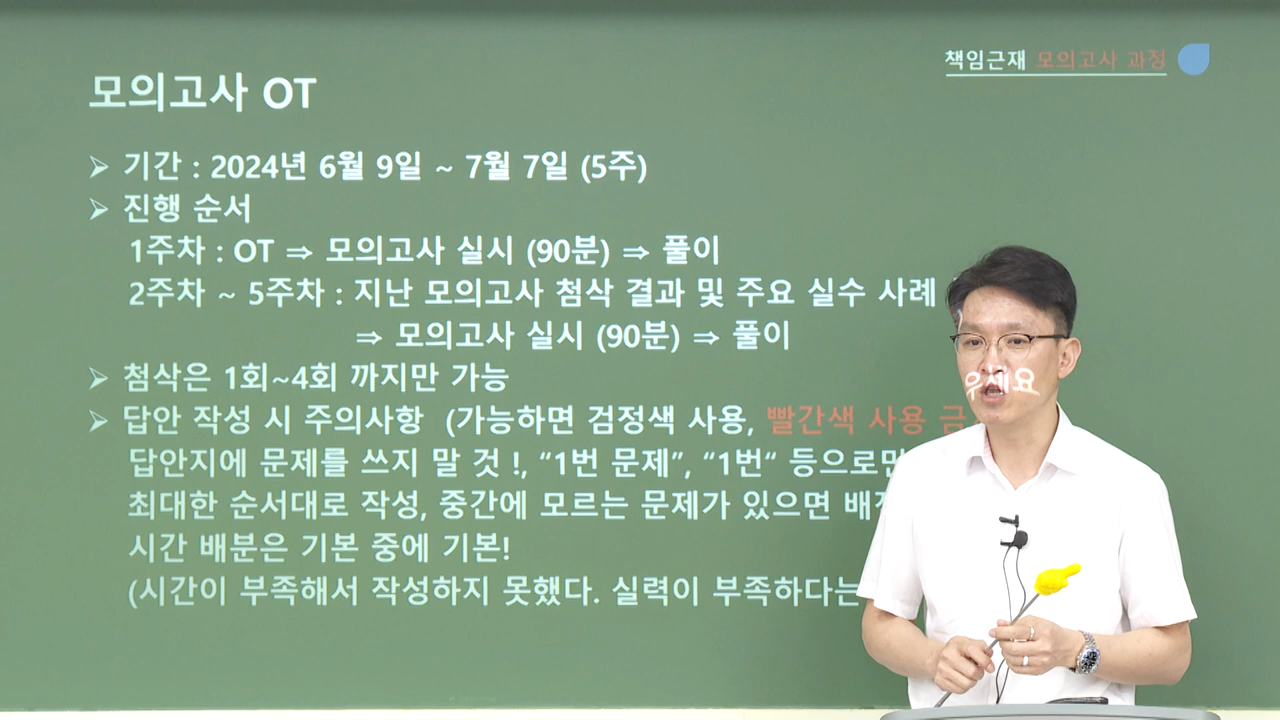 책임근재 모의고사 과정
모의고사 OT
➢ 기간 : 2024년 6월 9일 ~ 7월 7일 (5주)
➢ 진행 순서
1주차 : OT ⇒ 모의고사 실시 (90분) ⇒ 풀이
2주차 ~ 5주차 : 지난 모의고사 첨삭 결과 및 주요 실수 사례
⇒ 모의고사 실시 (90분) ⇒ 풀이
➢ 첨삭은 1회~4회 까지만 가능
➢ 답안 작성 시 주의사항 (가능하면 검정색 사용, 빨간색 사용
답안지에 문제를 쓰지 말 것 !, “1번 문제”, “1번“ 등으로만
최대한 순서대로 작성, 중간에 모르는 문제가 있으면
시간 배분은 기본 중에 기본!
(시간이 부족해서 작성하지 못했다. 실력이 부족하다는